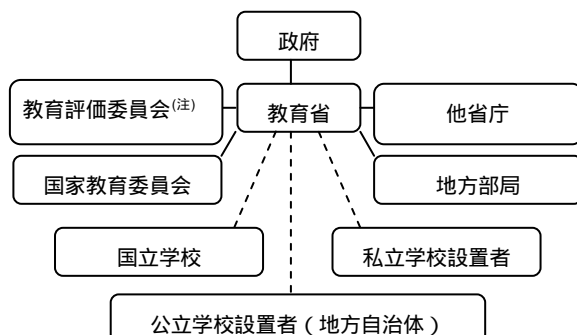 政府
教育評価委員会(注)
教育省
他省庁
国家教育委員会
地方部局
国立学校
私立学校設置者
公立学校設置者(地方自治体)